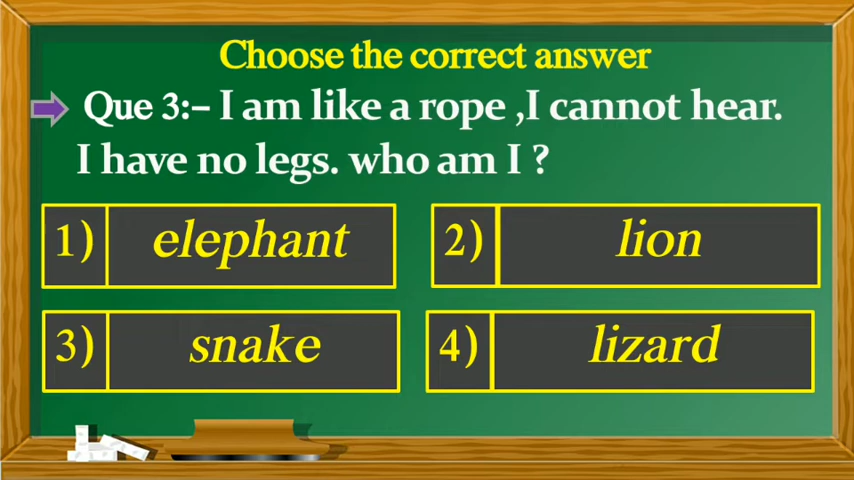 Choose the correct answer
Que 3:– I am like a rope ,I cannot hear.
I have no legs. who am I ?
1) elephant
2) lion
3) snake
4) lizard